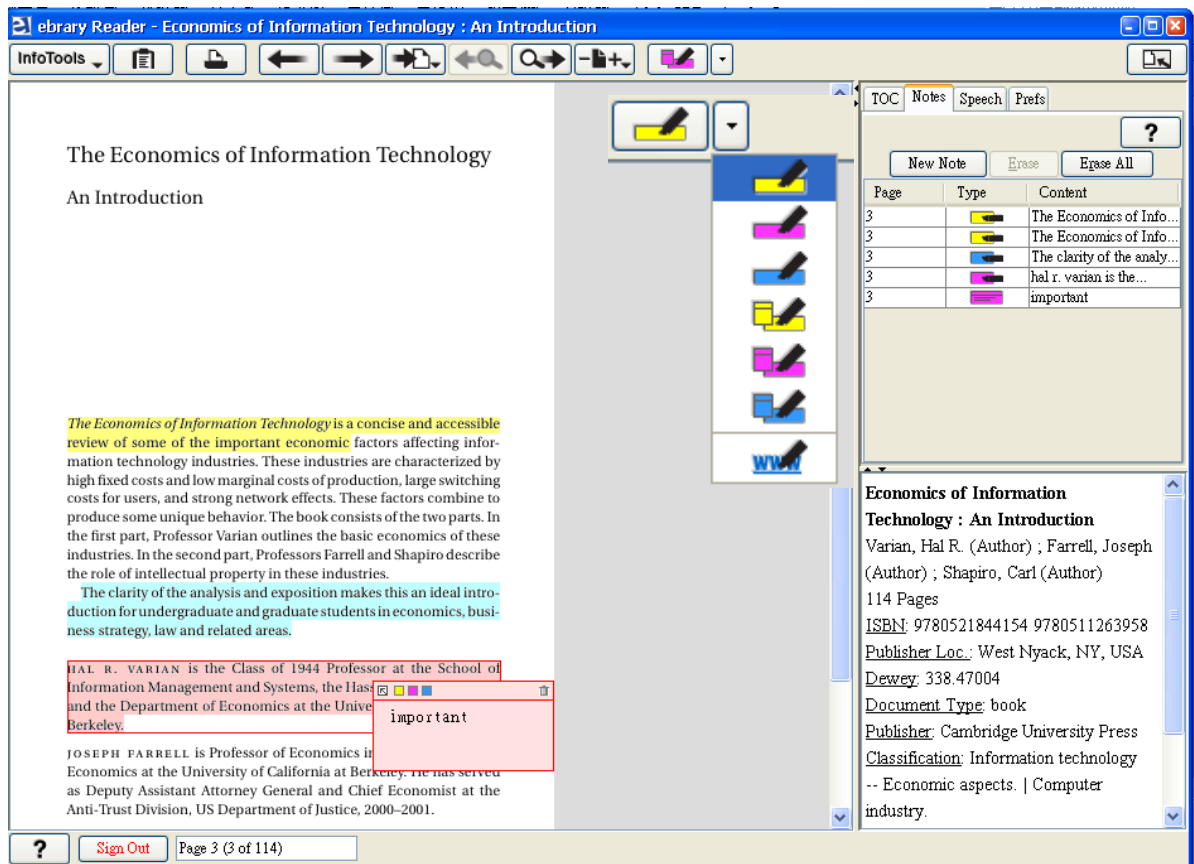 ebrary Reader - Economics of Information Technology : An Introduction
InfoTools
The Economics of Information Technology
An Introduction
The Economics of Information Technology is a concise and accessible
review of some of the important economic factors affecting infor-
mation technology industries. These industries are characterized by
high fixed costs and low marginal costs of production, large switching
costs for users, and strong network effects. These factors combine to
produce some unique behavior. The book consists of the two parts. In
the first part, Professor Varian outlines the basic economics of these
industries. In the second part, Professors Farrell and Shapiro describe
the role of intellectual property in these industries.
The clarity of the analysis and exposition makes this an ideal intro-
duction for undergraduate and graduate students in economics, busi-
ness strategy, law and related areas.
HAL R. VARIAN is the Class of 1944 Professor at the School of
Information Management and Systems, the Has
and the Department of Economics at the Unive
Berkeley.
important
JOSEPH FARRELL is Professor of Economics i
Economics at the University of California at Berkeley. He has served
as Deputy Assistant Attorney General and Chief Economist at the
Anti-Trust Division, US Department of Justice, 2000–2001.
www
TOC Notes Speech Prefs
?
New Note Erase Erase All
Page Type Content
3 The Economics of Info...
3 The Economics of Info...
3 The clarity of the analy...
3 hal r. varian is the...
3 important
Economics of Information
Technology : An Introduction
Varian, Hal R. (Author) ; Farrell, Joseph
(Author) ; Shapiro, Carl (Author)
114 Pages
ISBN: 9780521844154 9780511263958
Publisher Loc.: West Nyack, NY, USA
Dewey: 338.47004
Document Type: book
Publisher: Cambridge University Press
Classification: Information technology
-- Economic aspects. | Computer
industry.
? Sign Out Page 3 (3 of 114)